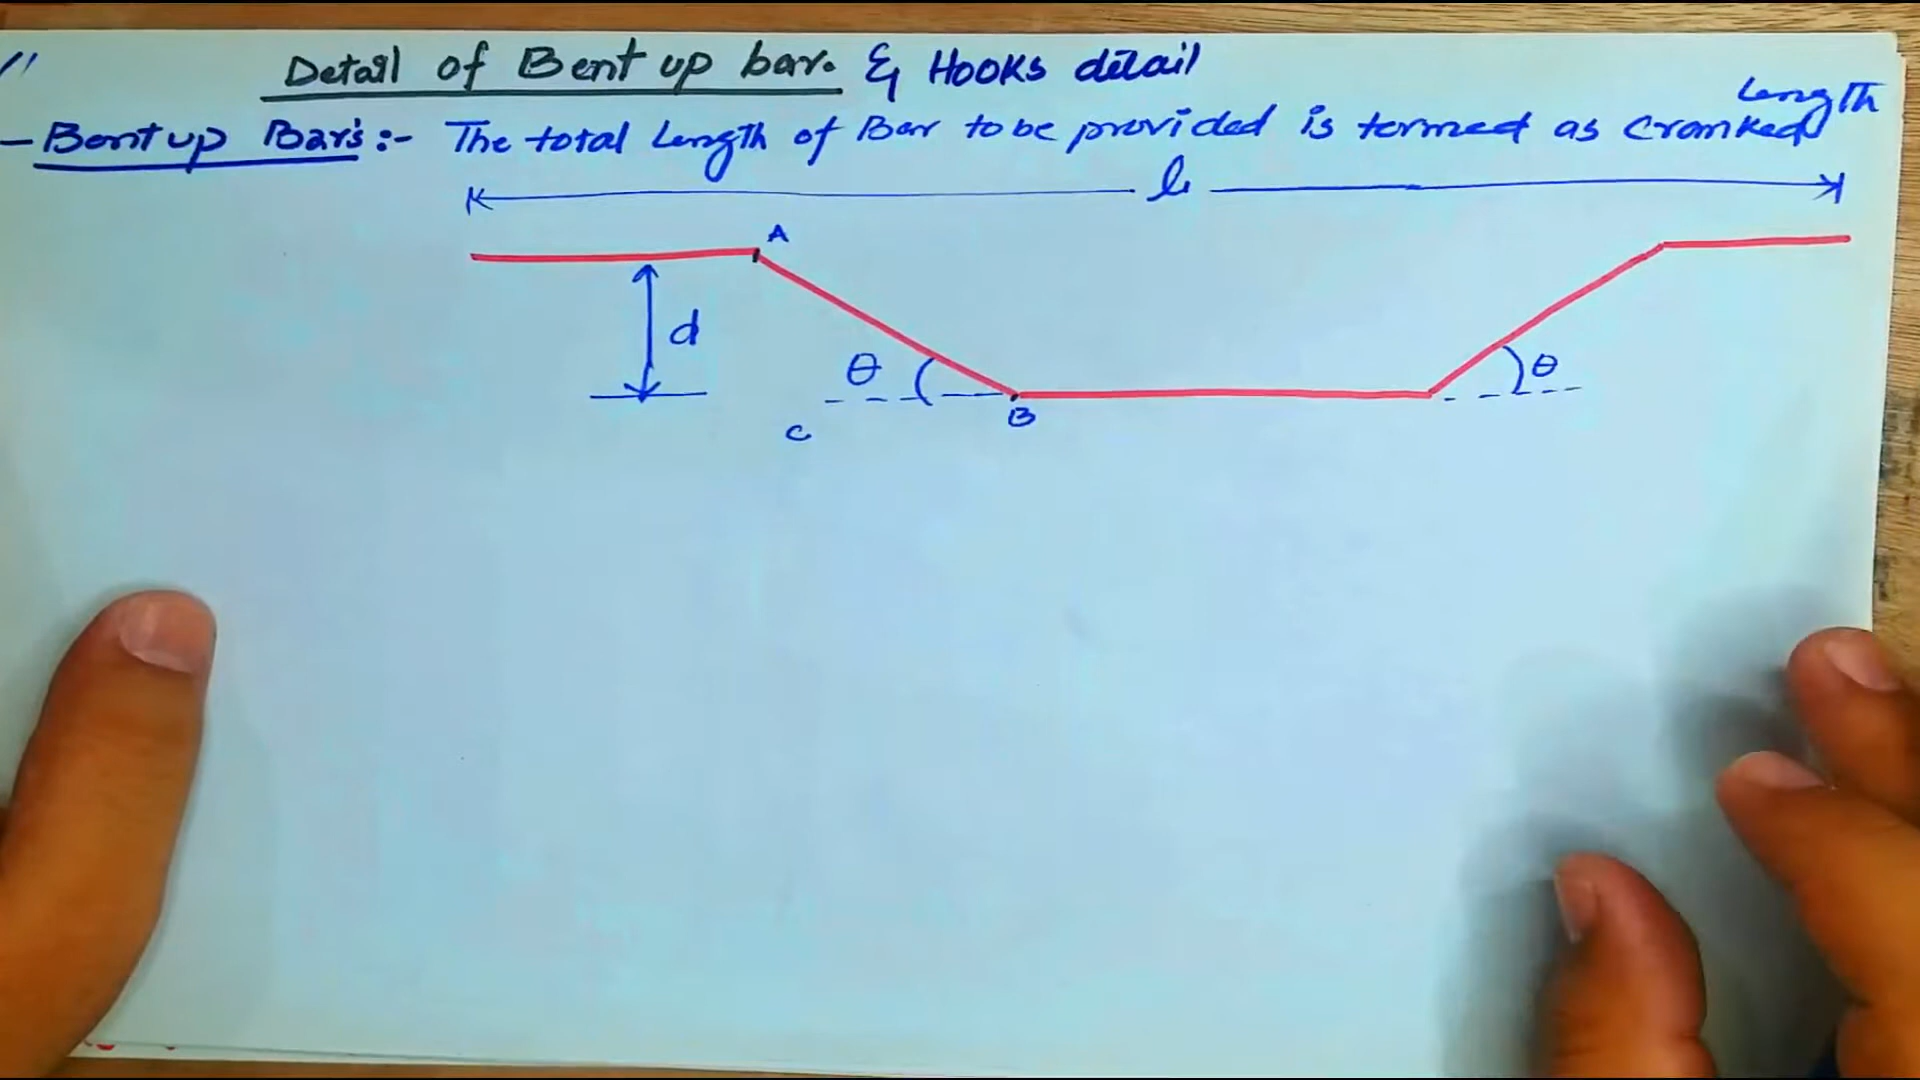 Detail of Bent up bar. & Hooks detail
- Bent up Bar's :- The total Length of Bar to be provided is termed as Cranked Length
l
A
d
θ
θ
B
C